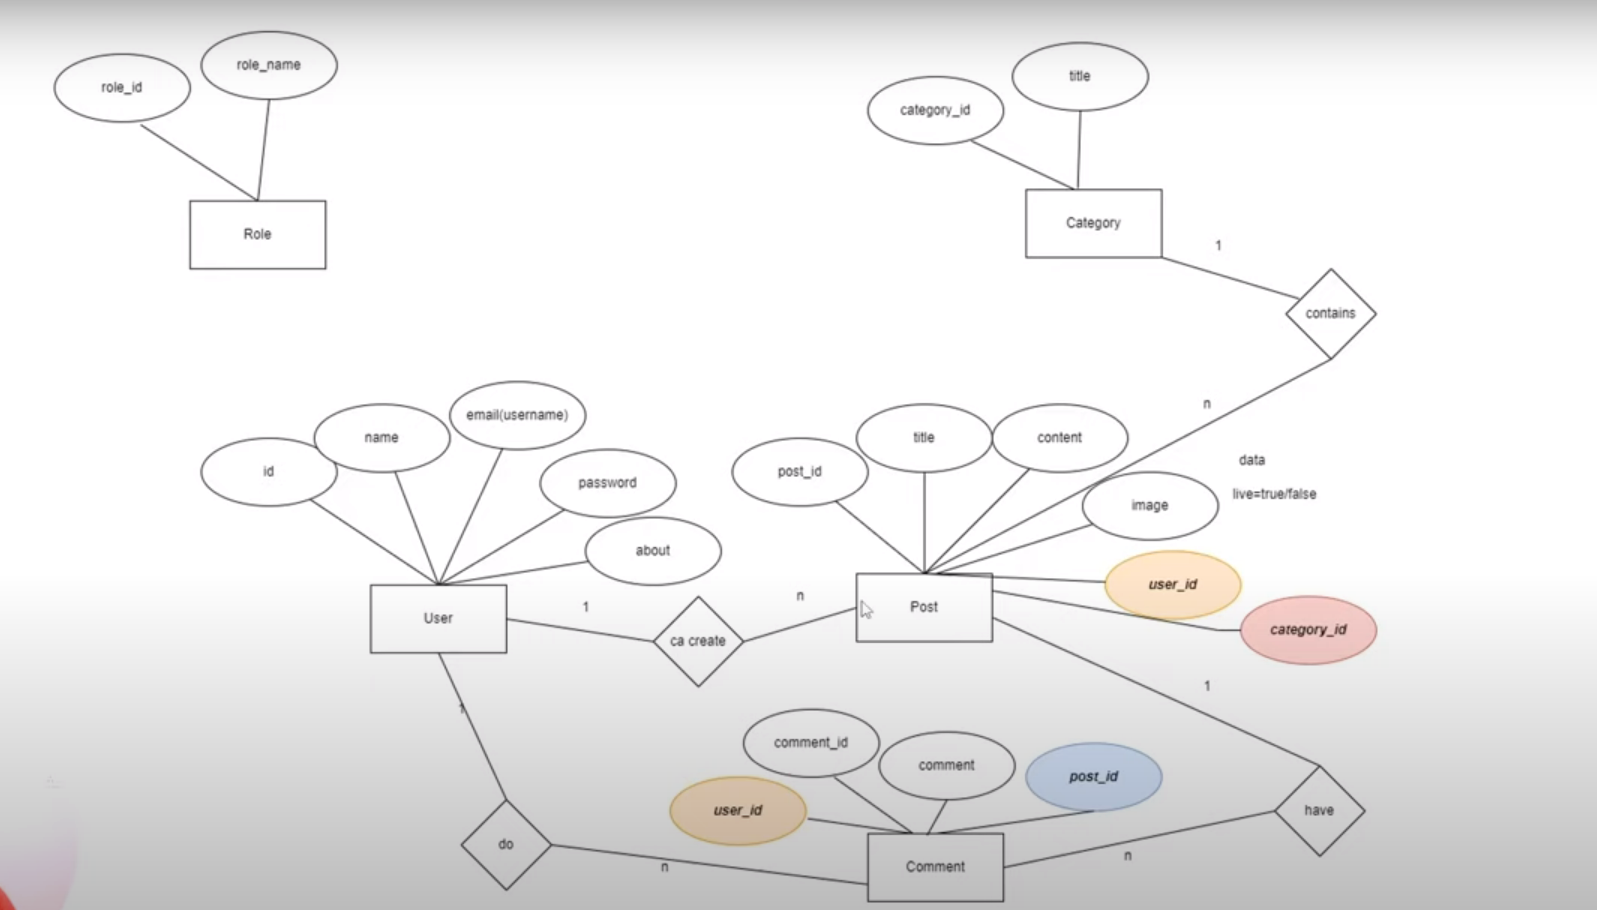 role_name
role_id
title
category_id
Role
Category
1
contains
n
email(username)
name
title
content
id
post_id
data
password
image
live=true/false
about
user_id
User
1
n
Post
ca create
category_id
1
1
comment_id
comment
post_id
user_id
have
do
n
n
Comment